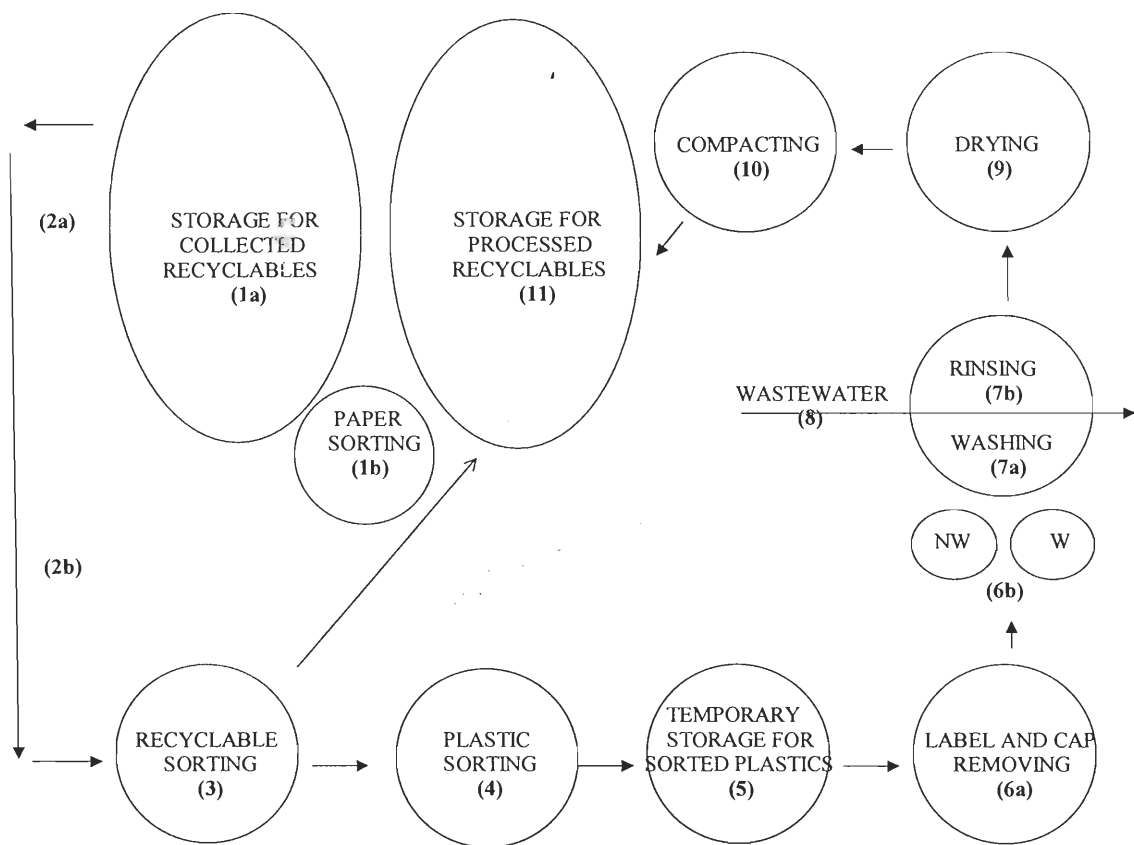 STORAGE FOR
COLLECTED
RECYCLABLES
(1a)
STORAGE FOR
PROCESSED
RECYCLABLES
(11)
COMPACTING
(10)
DRYING
(9)
(2a)
RINSING
(7b)
WASTEWATER
(8)
WASHING
(7a)
PAPER
SORTING
(1b)
NW
W
(6b)
(2b)
RECYCLABLE
SORTING
(3)
PLASTIC
SORTING
(4)
TEMPORARY
STORAGE FOR
SORTED PLASTICS
(5)
LABEL AND CAP
REMOVING
(6a)